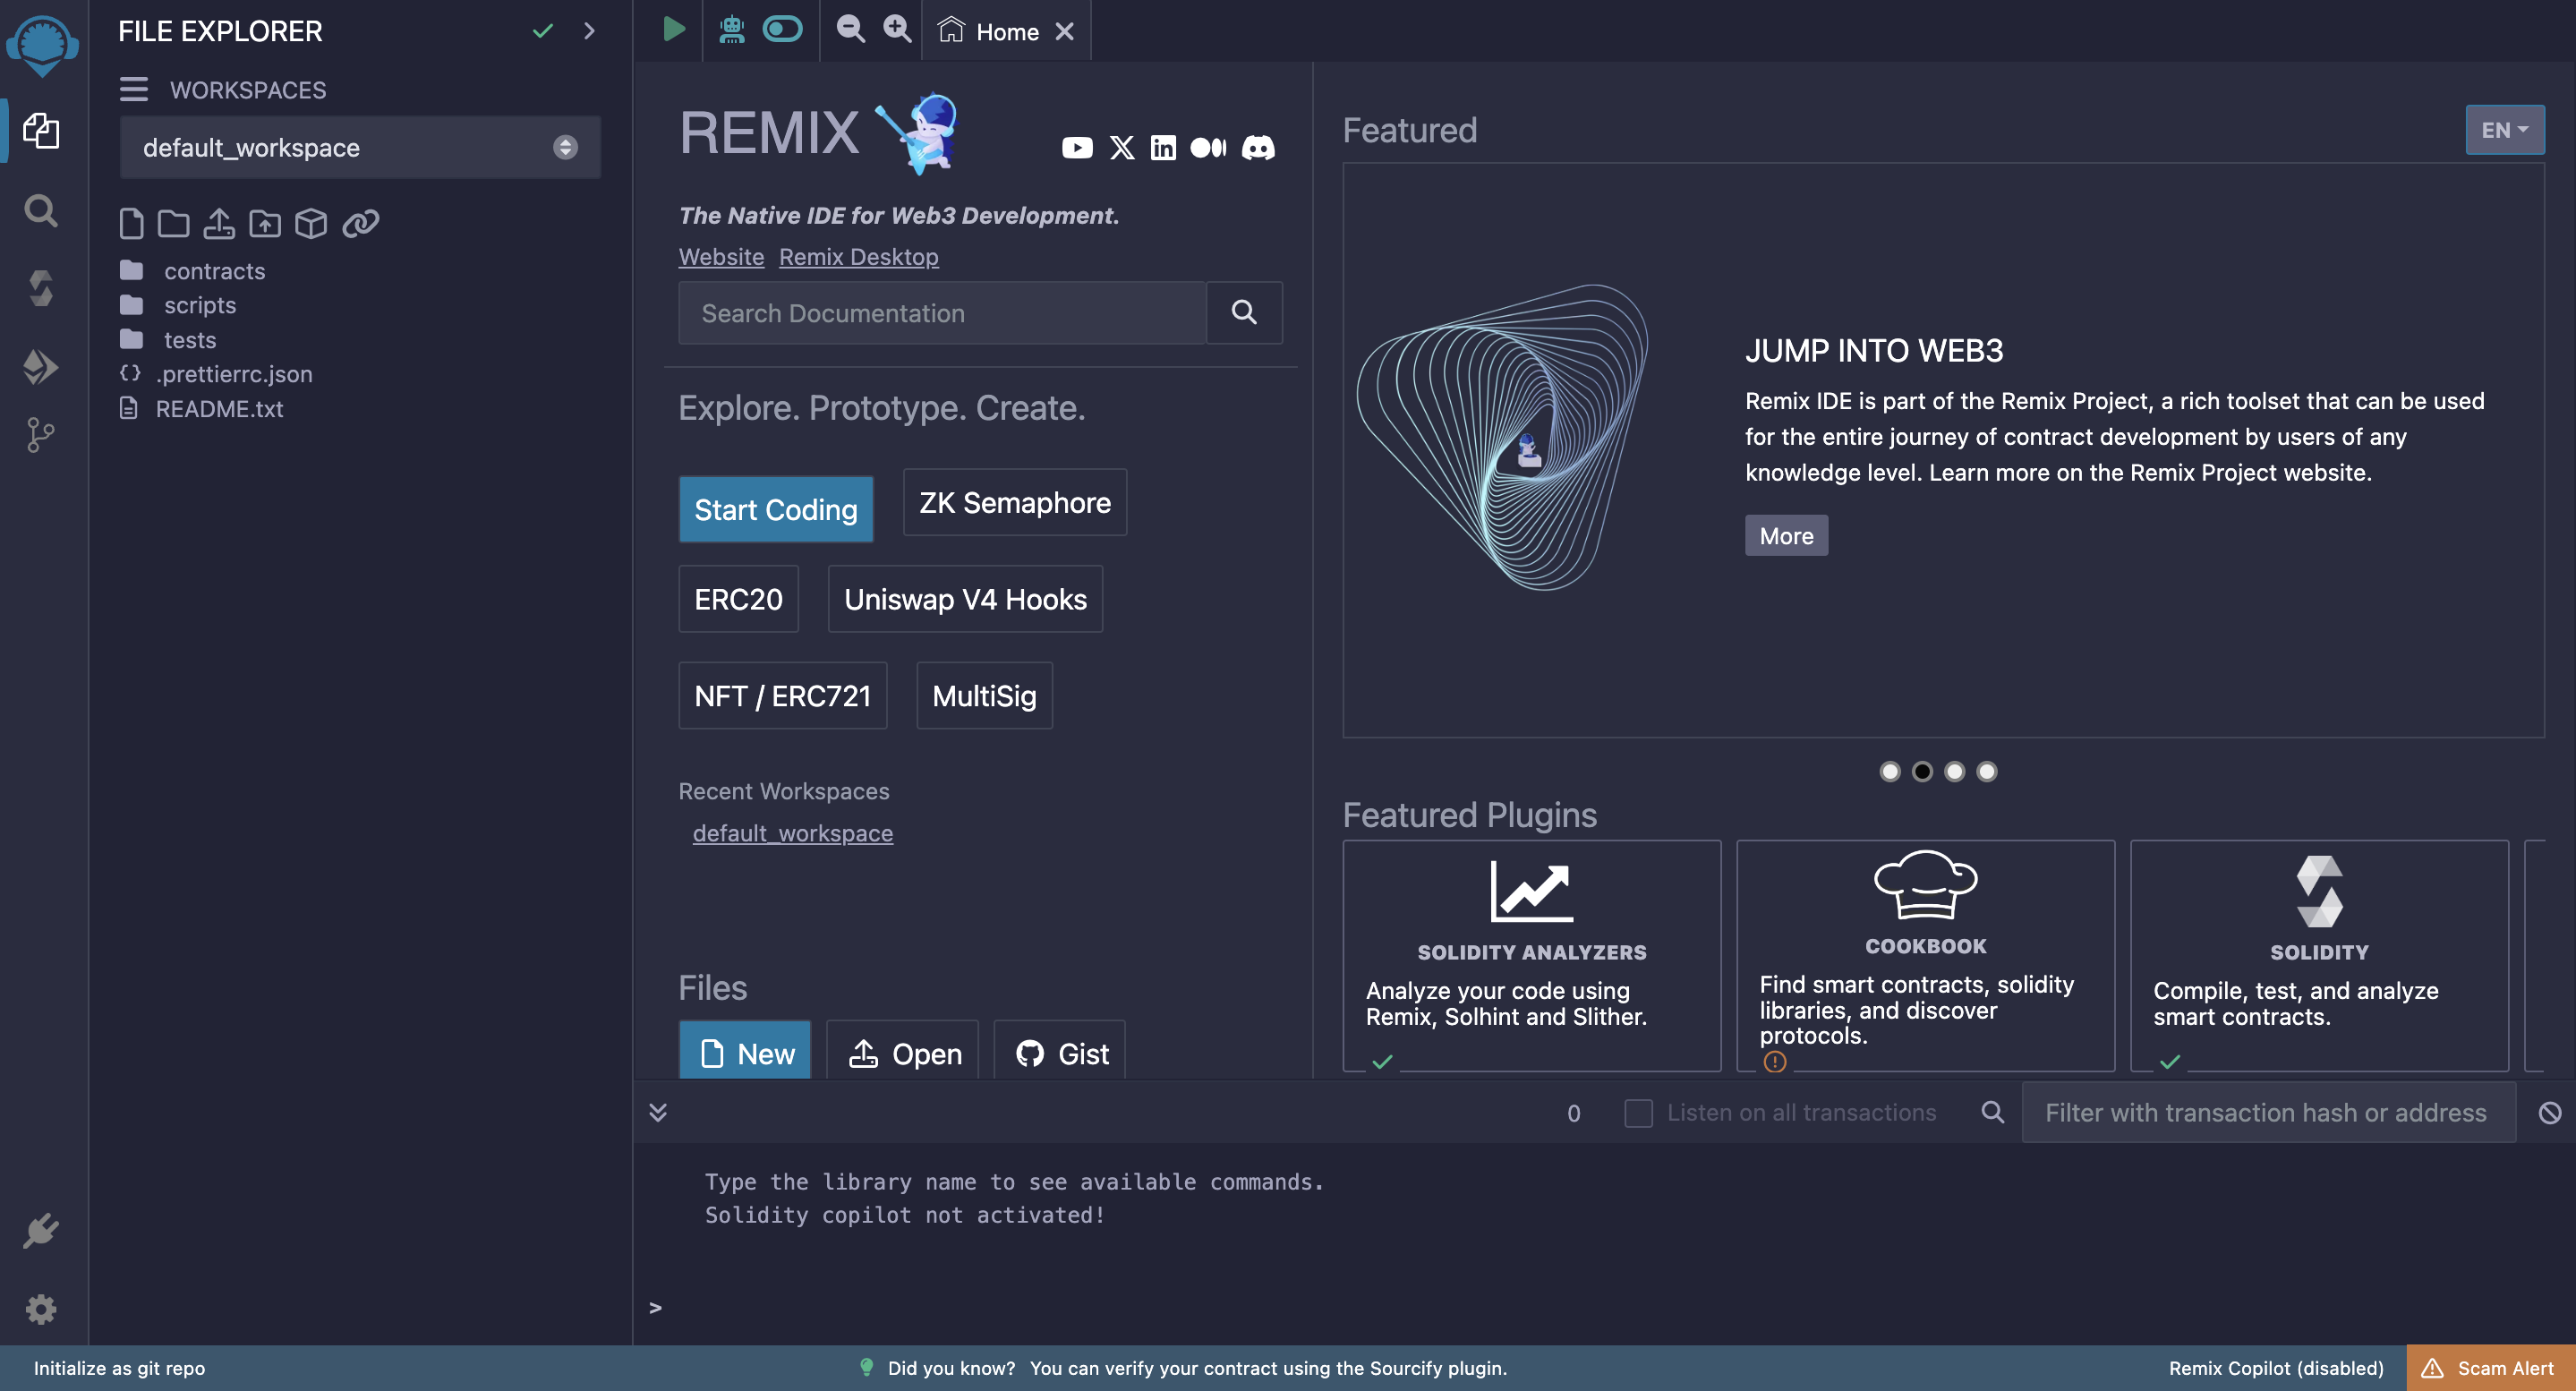 FILE EXPLORER
WORKSPACES
default_workspace
contracts
scripts
tests
.prettierrc.json
README.txt
Home
REMIX
The Native IDE for Web3 Development.
Website Remix Desktop
Search Documentation
Explore. Prototype. Create.
Start Coding
ZK Semaphore
ERC20
Uniswap V4 Hooks
NFT / ERC721
MultiSig
Recent Workspaces
default_workspace
Files
New
Open
Gist
Featured
EN
JUMP INTO WEB3
Remix IDE is part of the Remix Project, a rich toolset that can be used
for the entire journey of contract development by users of any
knowledge level. Learn more on the Remix Project website.
More
Featured Plugins
SOLIDITY ANALYZERS
Analyze your code using
Remix, Solhint and Slither.
COOKBOOK
Find smart contracts, solidity
libraries, and discover
protocols.
SOLIDITY
Compile, test, and analyze
smart contracts.
0
Listen on all transactions
Filter with transaction hash or address
Type the library name to see available commands.
Solidity copilot not activated!
>
Initialize as git repo
Did you know? You can verify your contract using the Sourcify plugin.
Remix Copilot (disabled)
Scam Alert